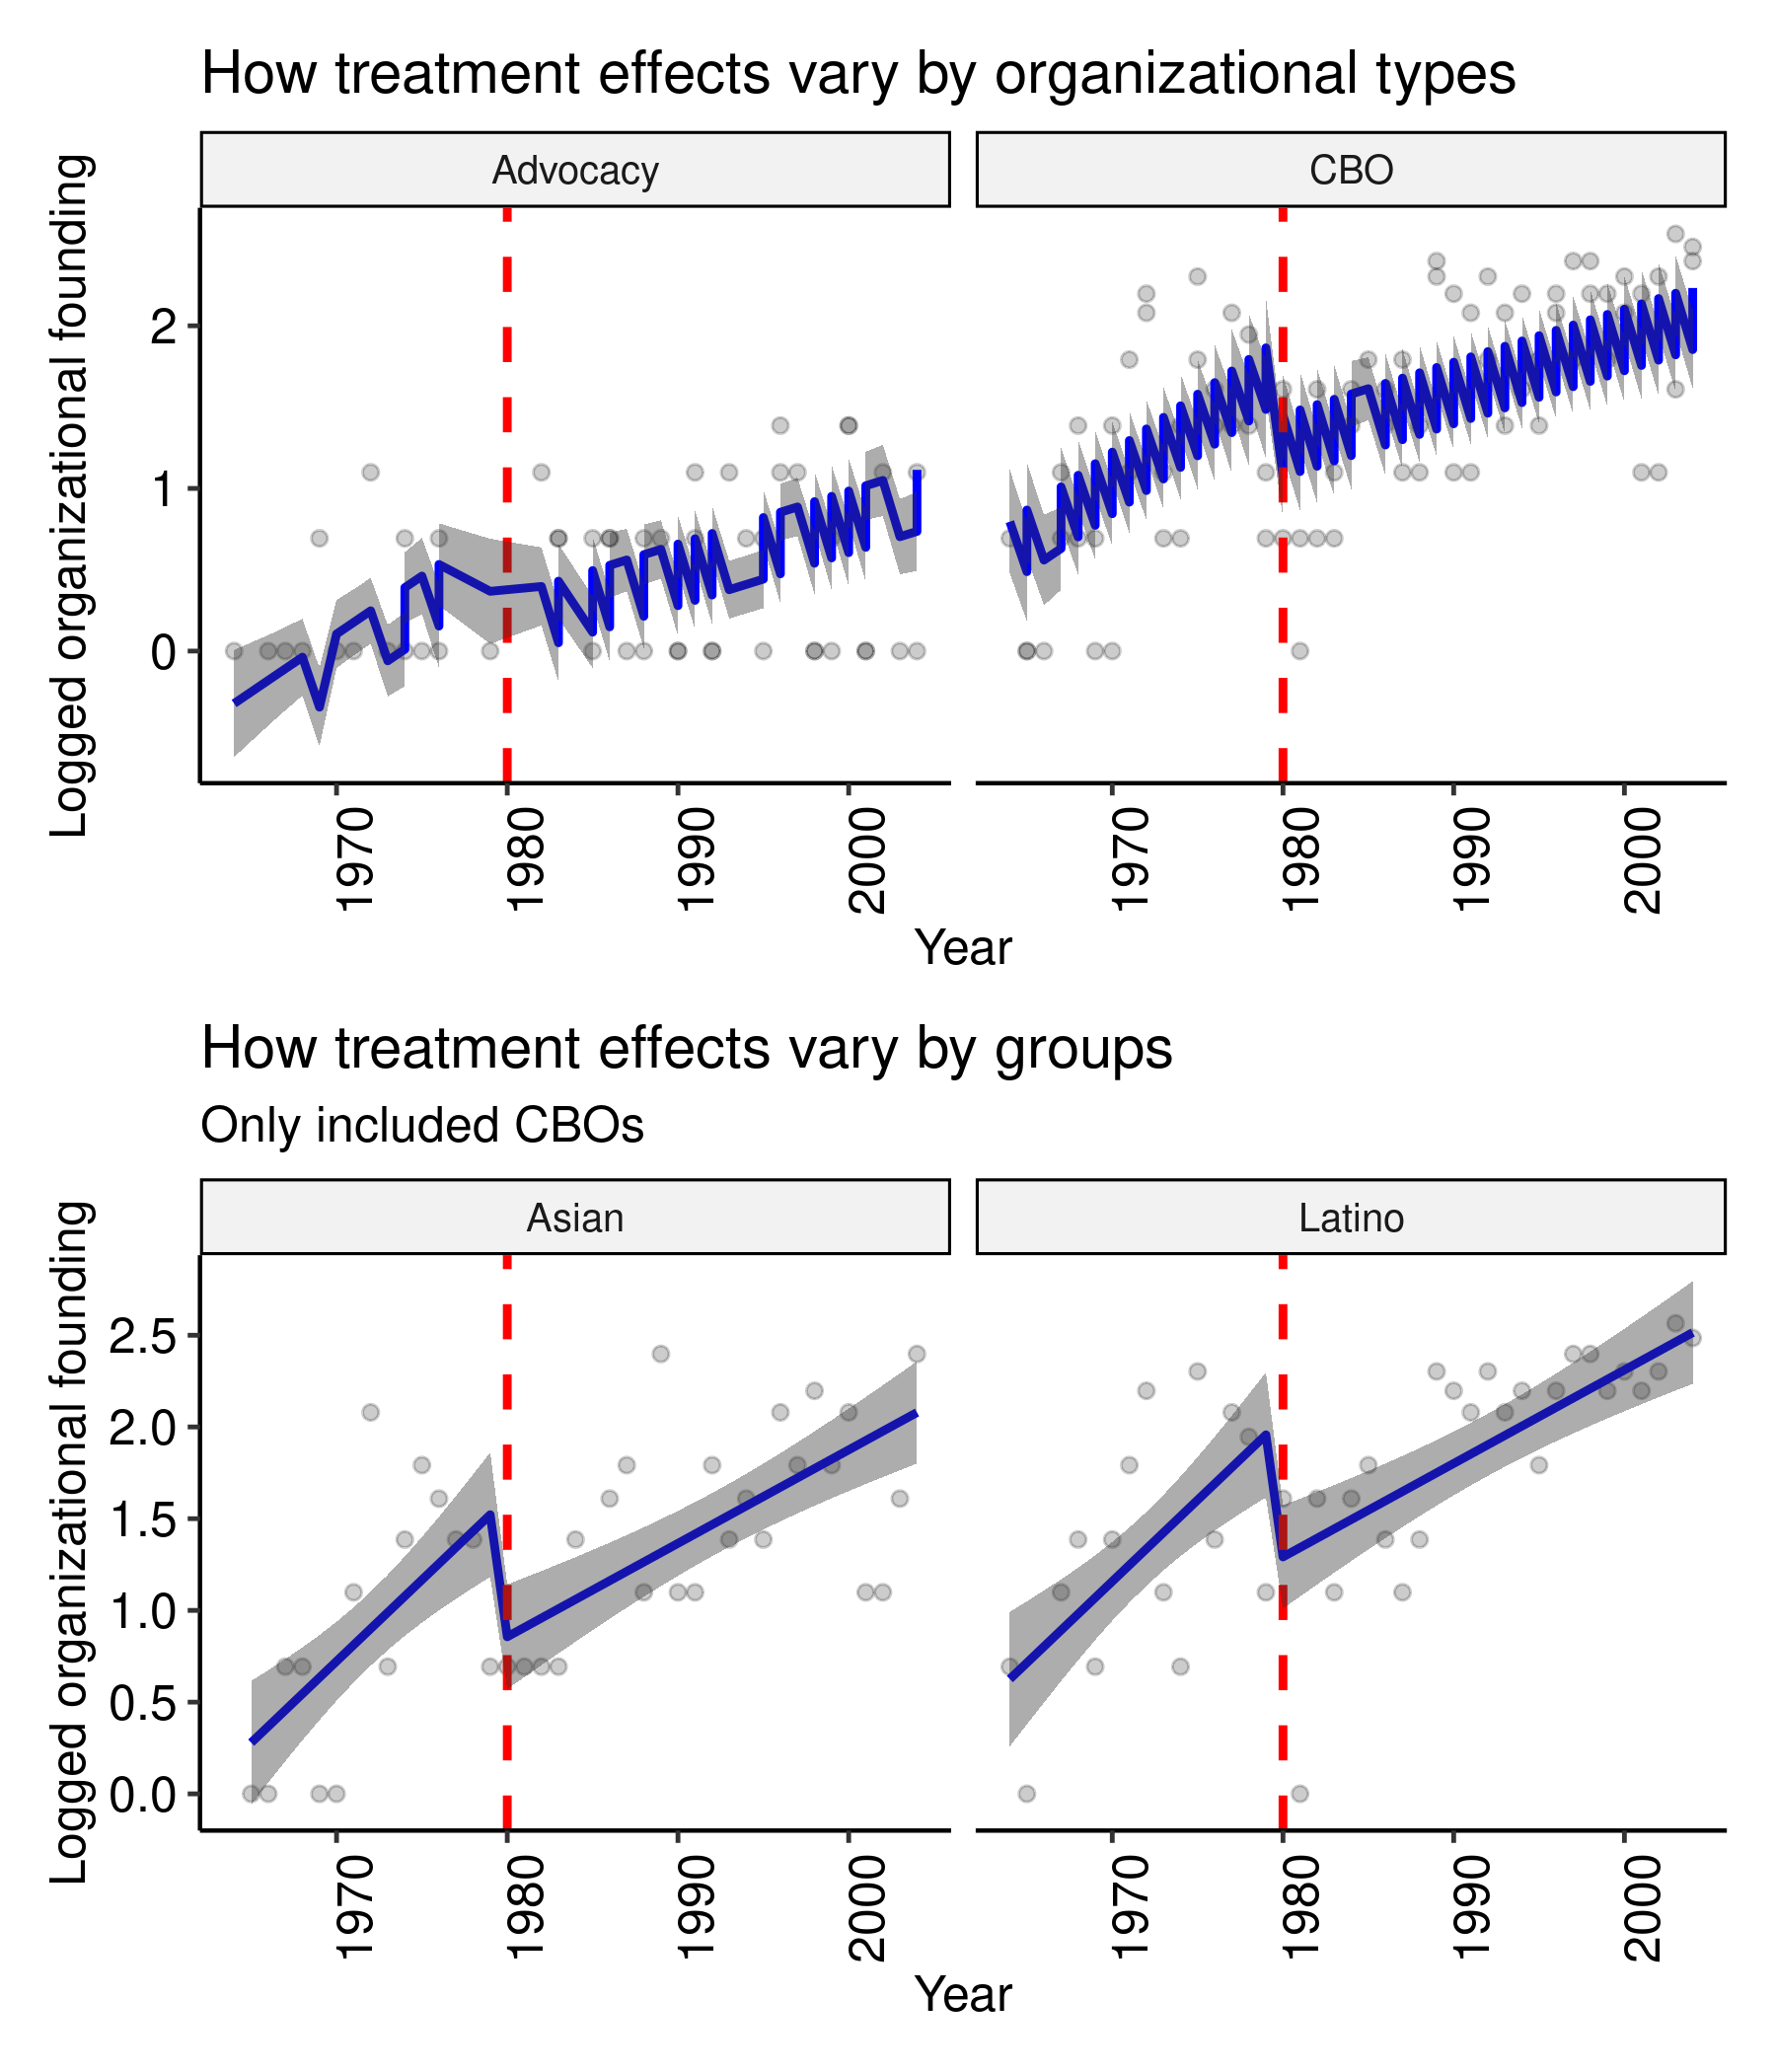 How treatment effects vary by organizational types
Advocacy
CBO
Logged organizational founding
2
1
0
1970
1980
1990
2000
1970
1980
1990
2000
Year
How treatment effects vary by groups
Only included CBOs
Asian
Latino
Logged organizational founding
2.5
2.0
1.5
1.0
0.5
0.0
1970
1980
1990
2000
1970
1980
1990
2000
Year